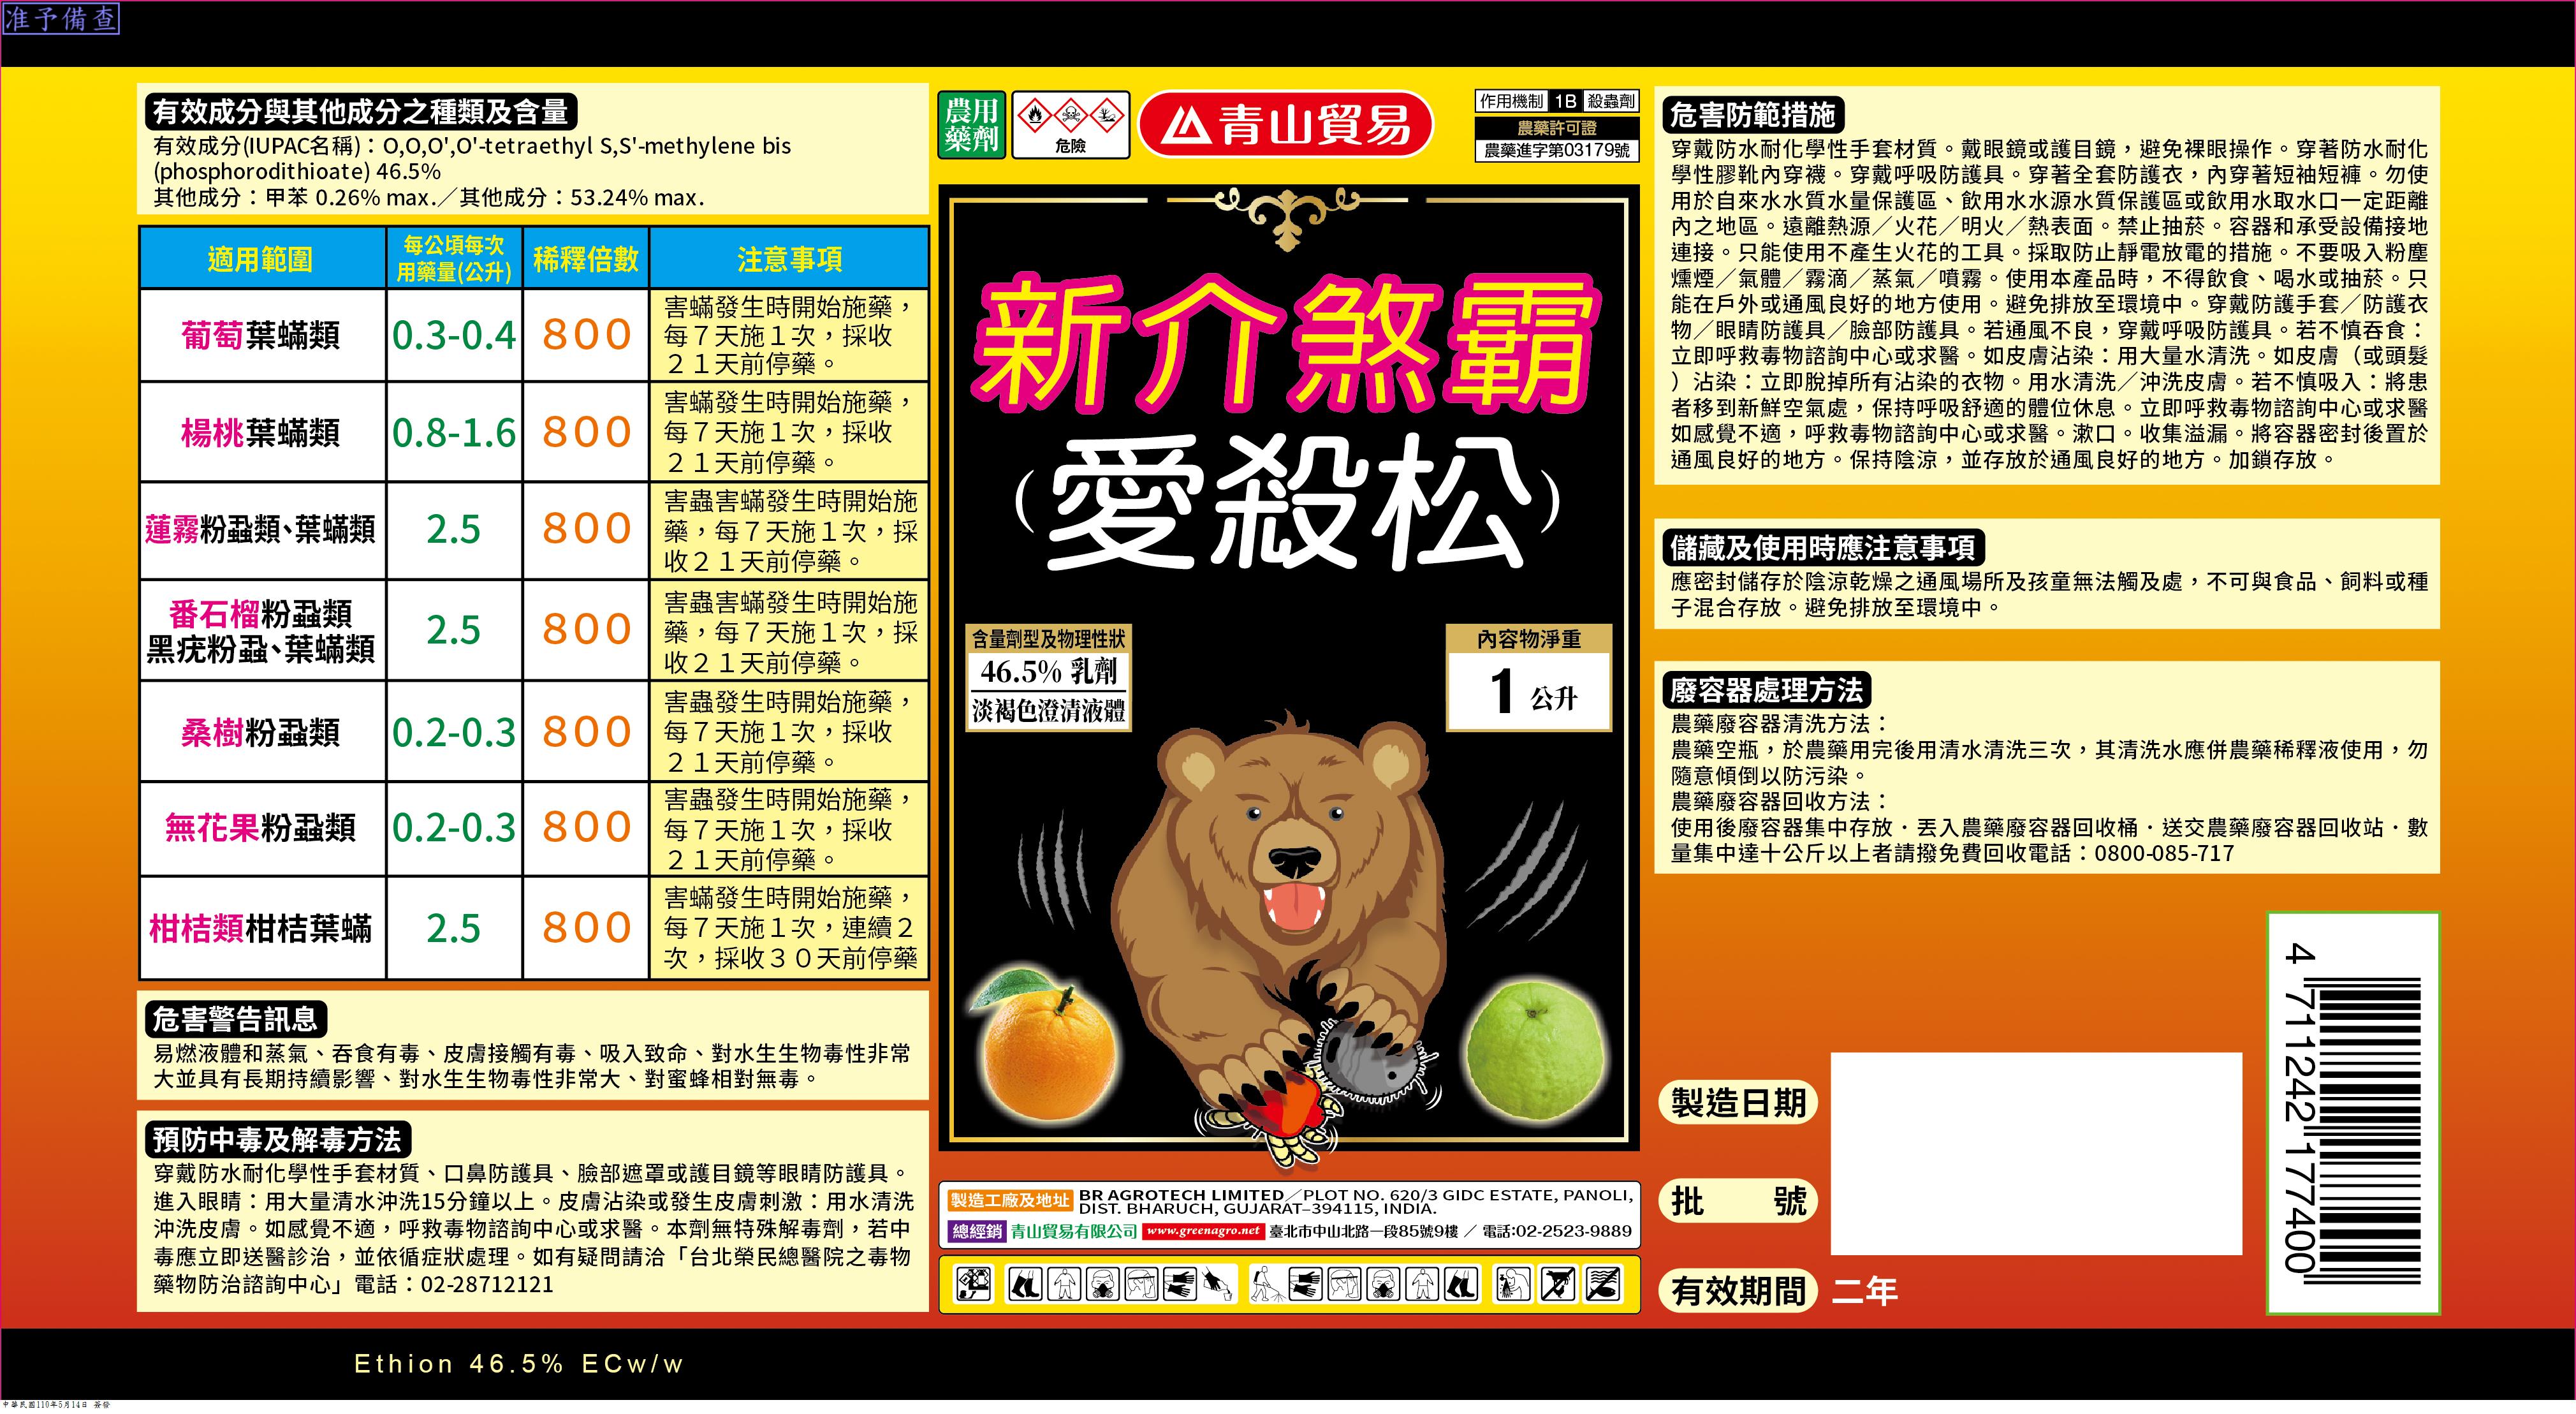 准予備查
有效成分與其他成分之種類及含量
有效成分(IUPAC名稱)：O,O,O',O'-tetraethyl S,S'-methylene bis
(phosphorodithioate) 46.5%
其他成分：甲苯 0.26% max.／其他成分：53.24% max.
適用範圍
每公頃每次
用藥量(公升)
稀釋倍數
注意事項
葡萄葉蟎類
0.3-0.4
800
害蟎發生時開始施藥，
每７天施１次，採收
２１天前停藥。
楊桃葉蟎類
0.8-1.6
800
害蟎發生時開始施藥，
每７天施１次，採收
２１天前停藥。
蓮霧粉蝨類、葉蟎類
2.5
800
害蟲害蟎發生時開始施
藥，每７天施１次，採
收２１天前停藥。
番石榴粉蝨類
黑疣粉蝨、葉蟎類
2.5
800
害蟲害蟎發生時開始施
藥，每７天施１次，採
收２１天前停藥。
桑樹粉蝨類
0.2-0.3
800
害蟲發生時開始施藥，
每７天施１次，採收
２１天前停藥。
無花果粉蝨類
0.2-0.3
800
害蟲發生時開始施藥，
每７天施１次，採收
２１天前停藥。
柑桔類柑桔葉蟎
2.5
800
害蟎發生時開始施藥，
每７天施１次，連續２
次，採收３０天前停藥
危害警告訊息
易燃液體和蒸氣、吞食有毒、皮膚接觸有毒、吸入致命、對水生生物毒性非常
大並具有長期持續影響、對水生生物毒性非常大、對蜜蜂相對無毒。
預防中毒及解毒方法
穿戴防水耐化學性手套材質、口鼻防護具、臉部遮罩或護目鏡等眼睛防護具。
進入眼睛：用大量清水沖洗15分鐘以上。皮膚沾染或發生皮膚刺激：用水清洗
沖洗皮膚。如感覺不適，呼救毒物諮詢中心或求醫。本劑無特殊解毒劑，若中
毒應立即送醫診治，並依循症狀處理。如有疑問請洽「台北榮民總醫院之毒物
藥物防治諮詢中心」電話：02-28712121
農用
藥劑
危險
青山貿易
作用機制 1B 殺蟲劑
農藥許可證
農藥進字第03179號
新介煞霸
（愛殺松）
含量劑型及物理性狀
46.5% 乳劑
淡褐色澄清液體
內容物淨重
1 公升
製造工廠及地址 BR AGROTECH LIMITED／PLOT NO. 620/3 GIDC ESTATE, PANOLI,
DIST. BHARUCH, GUJARAT–394115, INDIA.
總經銷 青山貿易有限公司 www.greenagro.net 臺北市中山北路一段85號9樓 ／ 電話:02-2523-9889
危害防範措施
穿戴防水耐化學性手套材質。戴眼鏡或護目鏡，避免裸眼操作。穿著防水耐化
學性膠靴內穿襪。穿戴呼吸防護具。穿著全套防護衣，內穿著短袖短褲。勿使
用於自來水水質水量保護區、飲用水水源水質保護區或飲用水取水口一定距離
內之地區。遠離熱源／火花／明火／熱表面。禁止抽菸。容器和承受設備接地
連接。只能使用不產生火花的工具。採取防止靜電放電的措施。不要吸入粉塵
燻煙／氣體／霧滴／蒸氣／噴霧。使用本產品時，不得飲食、喝水或抽菸。只
能在戶外或通風良好的地方使用。避免排放至環境中。穿戴防護手套／防護衣
物／眼睛防護具／臉部防護具。若通風不良，穿戴呼吸防護具。若不慎吞食：
立即呼救毒物諮詢中心或求醫。如皮膚沾染：用大量水清洗。如皮膚（或頭髮
）沾染：立即脫掉所有沾染的衣物。用水清洗／沖洗皮膚。若不慎吸入：將患
者移到新鮮空氣處，保持呼吸舒適的體位休息。立即呼救毒物諮詢中心或求醫
如感覺不適，呼救毒物諮詢中心或求醫。漱口。收集溢漏。將容器密封後置於
通風良好的地方。保持陰涼，並存放於通風良好的地方。加鎖存放。
儲藏及使用時應注意事項
應密封儲存於陰涼乾燥之通風場所及孩童無法觸及處，不可與食品、飼料或種
子混合存放。避免排放至環境中。
廢容器處理方法
農藥廢容器清洗方法：
農藥空瓶，於農藥用完後用清水清洗三次，其清洗水應併農藥稀釋液使用，勿
隨意傾倒以防污染。
農藥廢容器回收方法：
使用後廢容器集中存放．丟入農藥廢容器回收桶．送交農藥廢容器回收站．數
量集中達十公斤以上者請撥免費回收電話：0800-085-717
製造日期
批 號
有效期間 二年
4 711242 177400
Ethion 46.5% ECw/w
中華民國110年5月14日 簽發